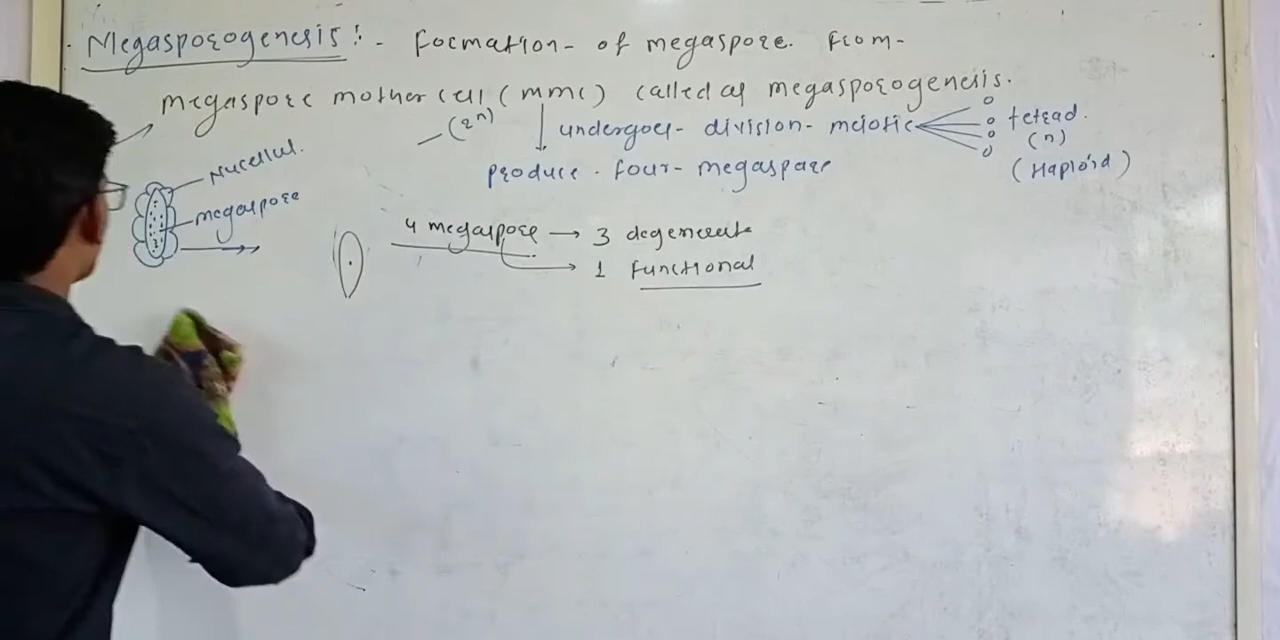 Megasporogenesis :- Formation- of megaspore. From-
megaspore mother cell (mmc) called as megasporogenesis.
(2n)
undergoes- division- meiotic
tetrad.
(n)
(Haploid)
produce. four- megaspore
Nucellus.
megaspore
4 megaspore → 3 degenerate
→ 1 functional